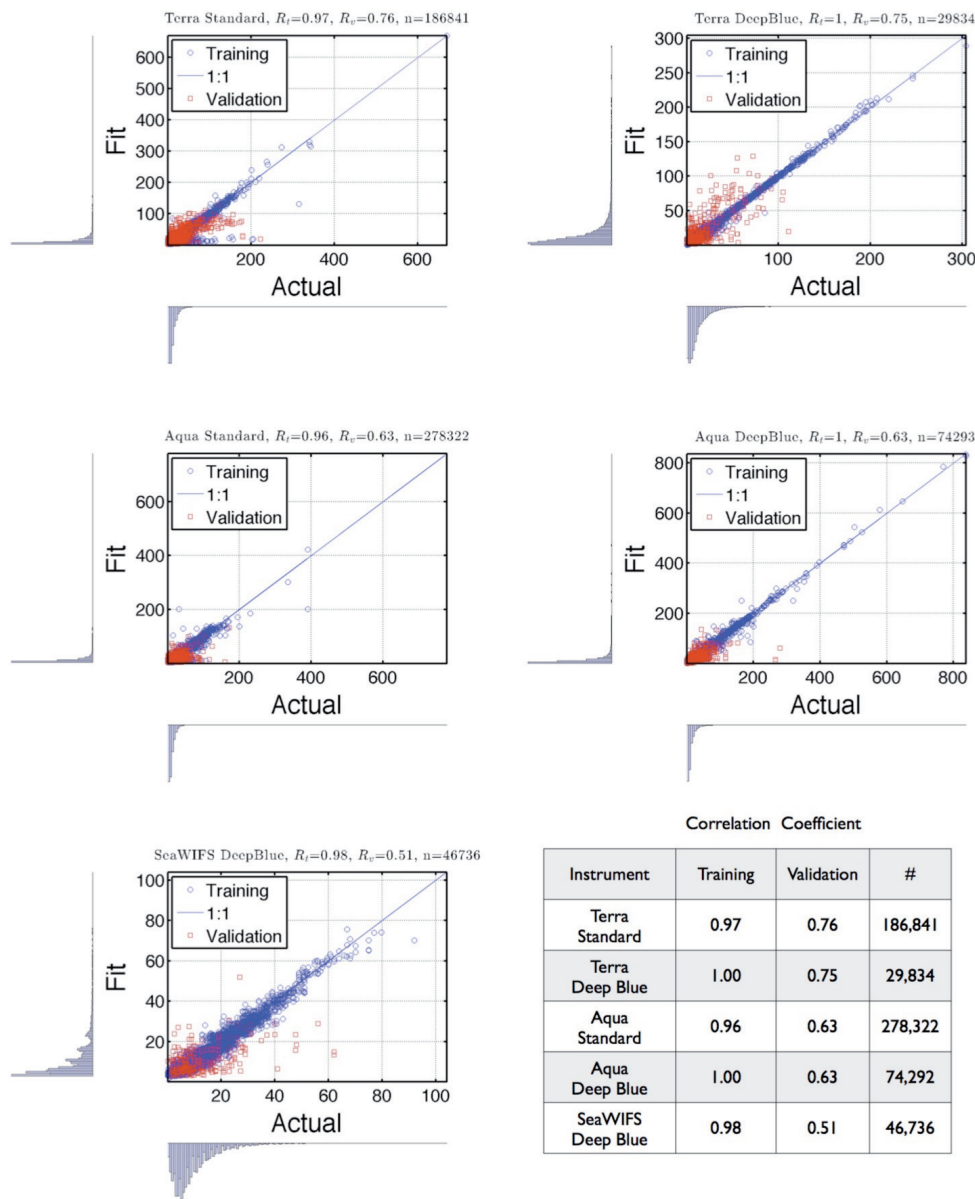 Terra Standard, R_t=0.97, R_v=0.76, n=186841
Training
1:1
Validation
Fit
600
500
400
300
200
100
200 400 600
Actual
Terra DeepBlue, R_t=1, R_v=0.75, n=29834
Training
1:1
Validation
Fit
300
250
200
150
100
50
100 200 300
Actual
Aqua Standard, R_t=0.96, R_v=0.63, n=278322
Training
1:1
Validation
Fit
600
400
200
200 400 600
Actual
Aqua DeepBlue, R_t=1, R_v=0.63, n=74293
Training
1:1
Validation
Fit
800
600
400
200
200 400 600 800
Actual
SeaWIFS DeepBlue, R_t=0.98, R_v=0.51, n=46736
Training
1:1
Validation
Fit
100
80
60
40
20
20 40 60 80 100
Actual
Correlation Coefficient
Instrument Training Validation #
Terra
Standard 0.97 0.76 186,841
Terra
Deep Blue 1.00 0.75 29,834
Aqua
Standard 0.96 0.63 278,322
Aqua
Deep Blue 1.00 0.63 74,292
SeaWIFS
Deep Blue 0.98 0.51 46,736